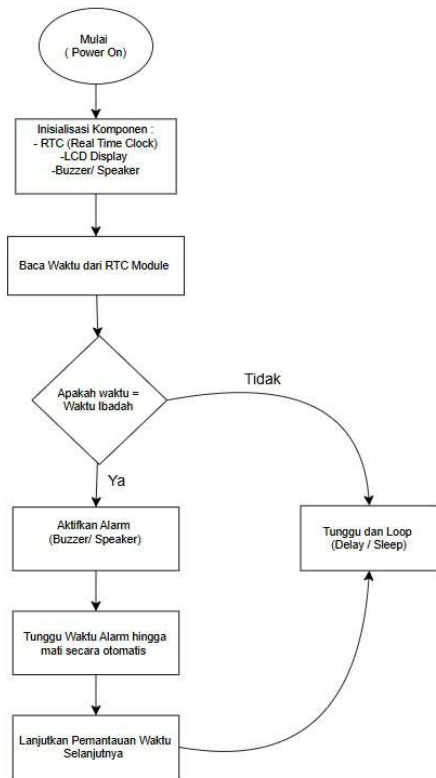 Mulai
( Power On)
Inisialisasi Komponen :
- RTC (Real Time Clock)
-LCD Display
-Buzzer/ Speaker
Baca Waktu dari RTC Module
Apakah waktu =
Waktu Ibadah
Tidak
Ya
Aktifkan Alarm
(Buzzer/ Speaker)
Tunggu dan Loop
(Delay / Sleep)
Tunggu Waktu Alarm hingga
mati secara otomatis
Lanjutkan Pemantauan Waktu
Selanjutnya